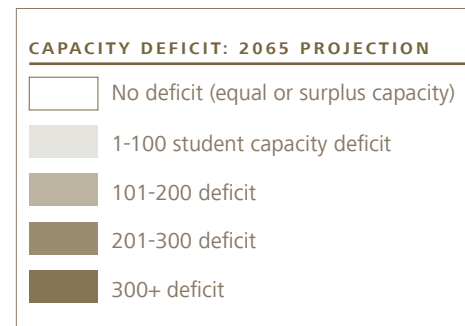 CAPACITY DEFICIT: 2065 PROJECTION
No deficit (equal or surplus capacity)
1-100 student capacity deficit
101-200 deficit
201-300 deficit
300+ deficit